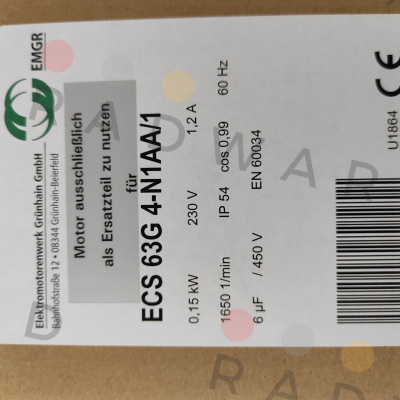 EMGR
Elektromotorenwerk Grünhain GmbH
Bahnhofstraße 12 • 08344 Grünhain-Beierfeld
Motor ausschließlich
als Ersatzteil zu nutzen
für
ECS 63G 4-N1AA/1
0,15 kW 230 V 1,2 A
1650 1/min IP 54 cos 0,99 60 Hz
6 µF / 450 V EN 60034
CE
U1864
RADWAR
RADWAR